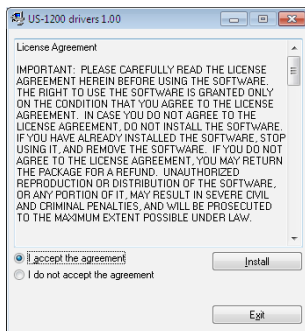 US-1200 drivers 1.00
License Agreement
IMPORTANT: PLEASE CAREFULLY READ THE LICENSE
AGREEMENT HEREIN BEFORE USING THE SOFTWARE.
THE RIGHT TO USE THE SOFTWARE IS GRANTED ONLY
ON THE CONDITION THAT YOU AGREE TO THE LICENSE
AGREEMENT. IN CASE YOU DO NOT AGREE TO THE
LICENSE AGREEMENT, DO NOT INSTALL THE SOFTWARE.
IF YOU HAVE ALREADY INSTALLED THE SOFTWARE, STOP
USING IT, AND REMOVE THE SOFTWARE. IF YOU DO NOT
AGREE TO THE LICENSE AGREEMENT, YOU MAY RETURN
THE PACKAGE FOR A REFUND. UNAUTHORIZED
REPRODUCTION OR DISTRIBUTION OF THE SOFTWARE,
OR ANY PORTION OF IT, MAY RESULT IN SEVERE CIVIL
AND CRIMINAL PENALTIES, AND WILL BE PROSECUTED
TO THE MAXIMUM EXTENT POSSIBLE UNDER LAW.
I accept the agreement
Install
I do not accept the agreement
Exit